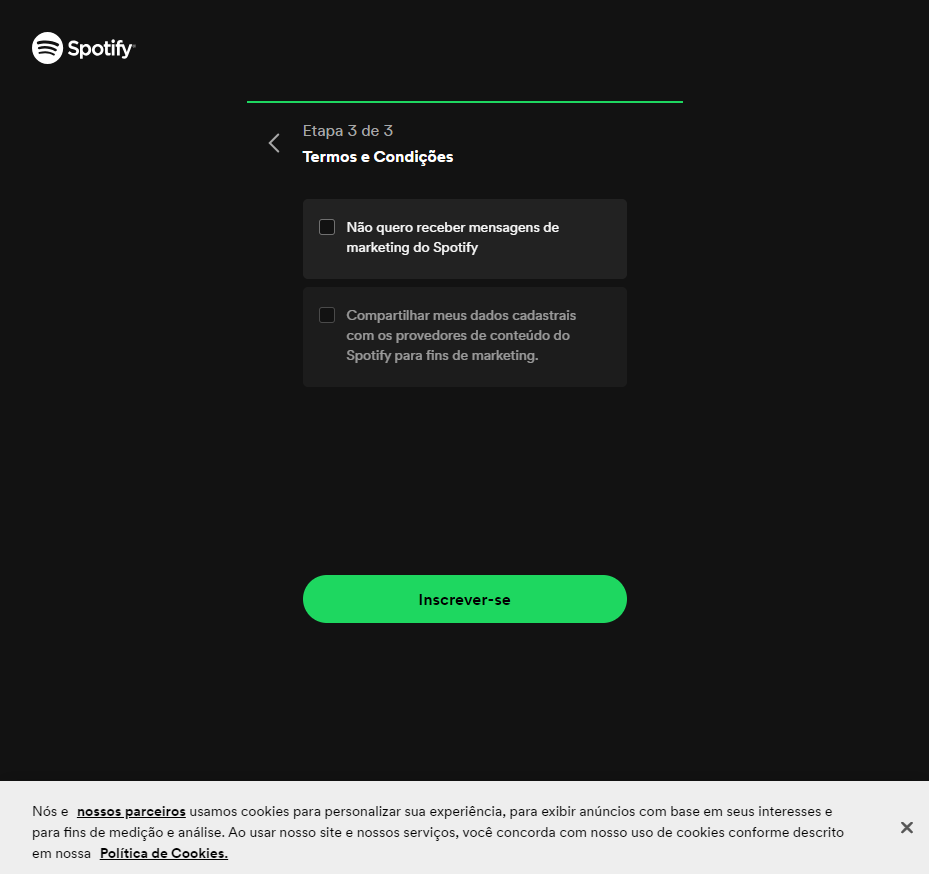 Spotify
Etapa 3 de 3
Termos e Condições
Não quero receber mensagens de
marketing do Spotify
Compartilhar meus dados cadastrais
com os provedores de conteúdo do
Spotify para fins de marketing.
Inscrever-se
Nós e nossos parceiros usamos cookies para personalizar sua experiência, para exibir anúncios com base em seus interesses e
para fins de medição e análise. Ao usar nosso site e nossos serviços, você concorda com nosso uso de cookies conforme descrito
em nossa Política de Cookies.